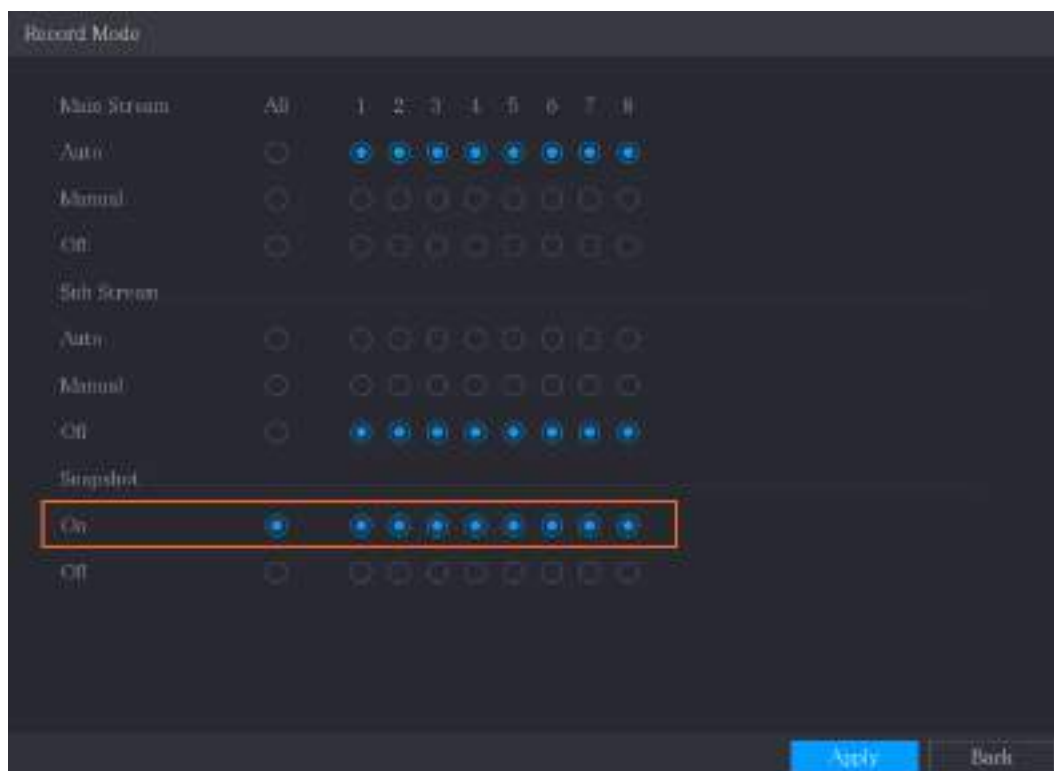 Record Mode
Main Stream All 1 2 3 4 5 6 7 8
Auto
Manual
Off
Sub Stream
Auto
Manual
Off
Snapshot
On
Off
Apply Back